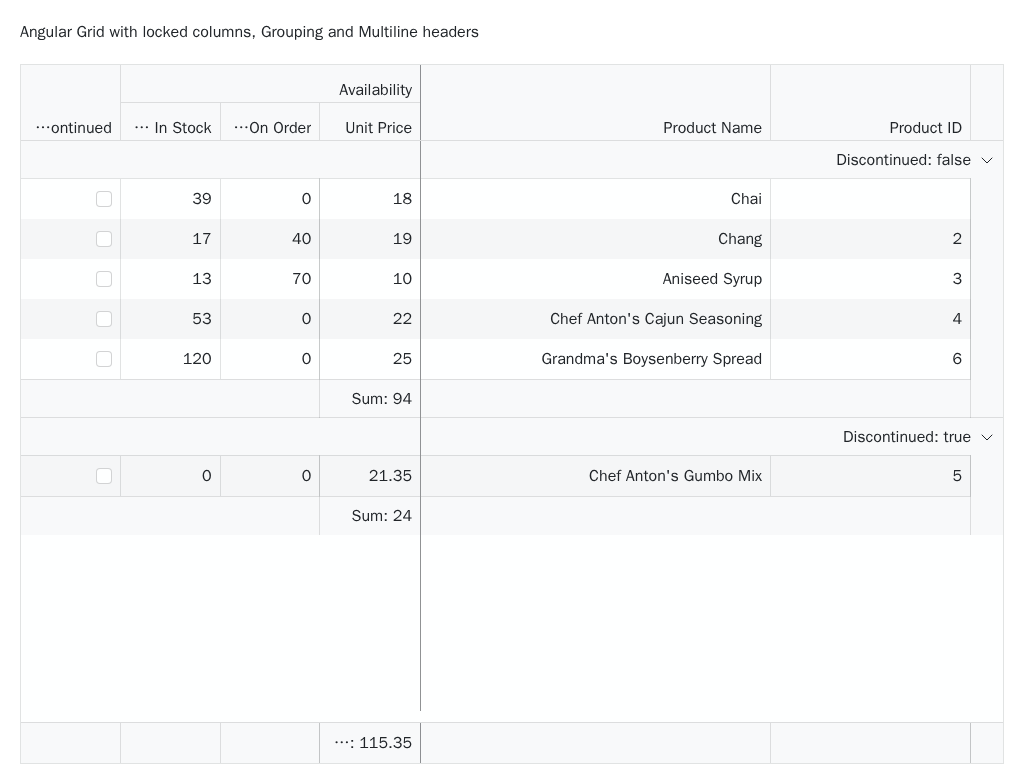 Angular Grid with locked columns, Grouping and Multiline headers
Availability
…ontinued … In Stock …On Order Unit Price Product Name Product ID
Discontinued: false
39 0 18 Chai
17 40 19 Chang 2
13 70 10 Aniseed Syrup 3
53 0 22 Chef Anton's Cajun Seasoning 4
120 0 25 Grandma's Boysenberry Spread 6
Sum: 94
Discontinued: true
0 0 21.35 Chef Anton's Gumbo Mix 5
Sum: 24
…: 115.35